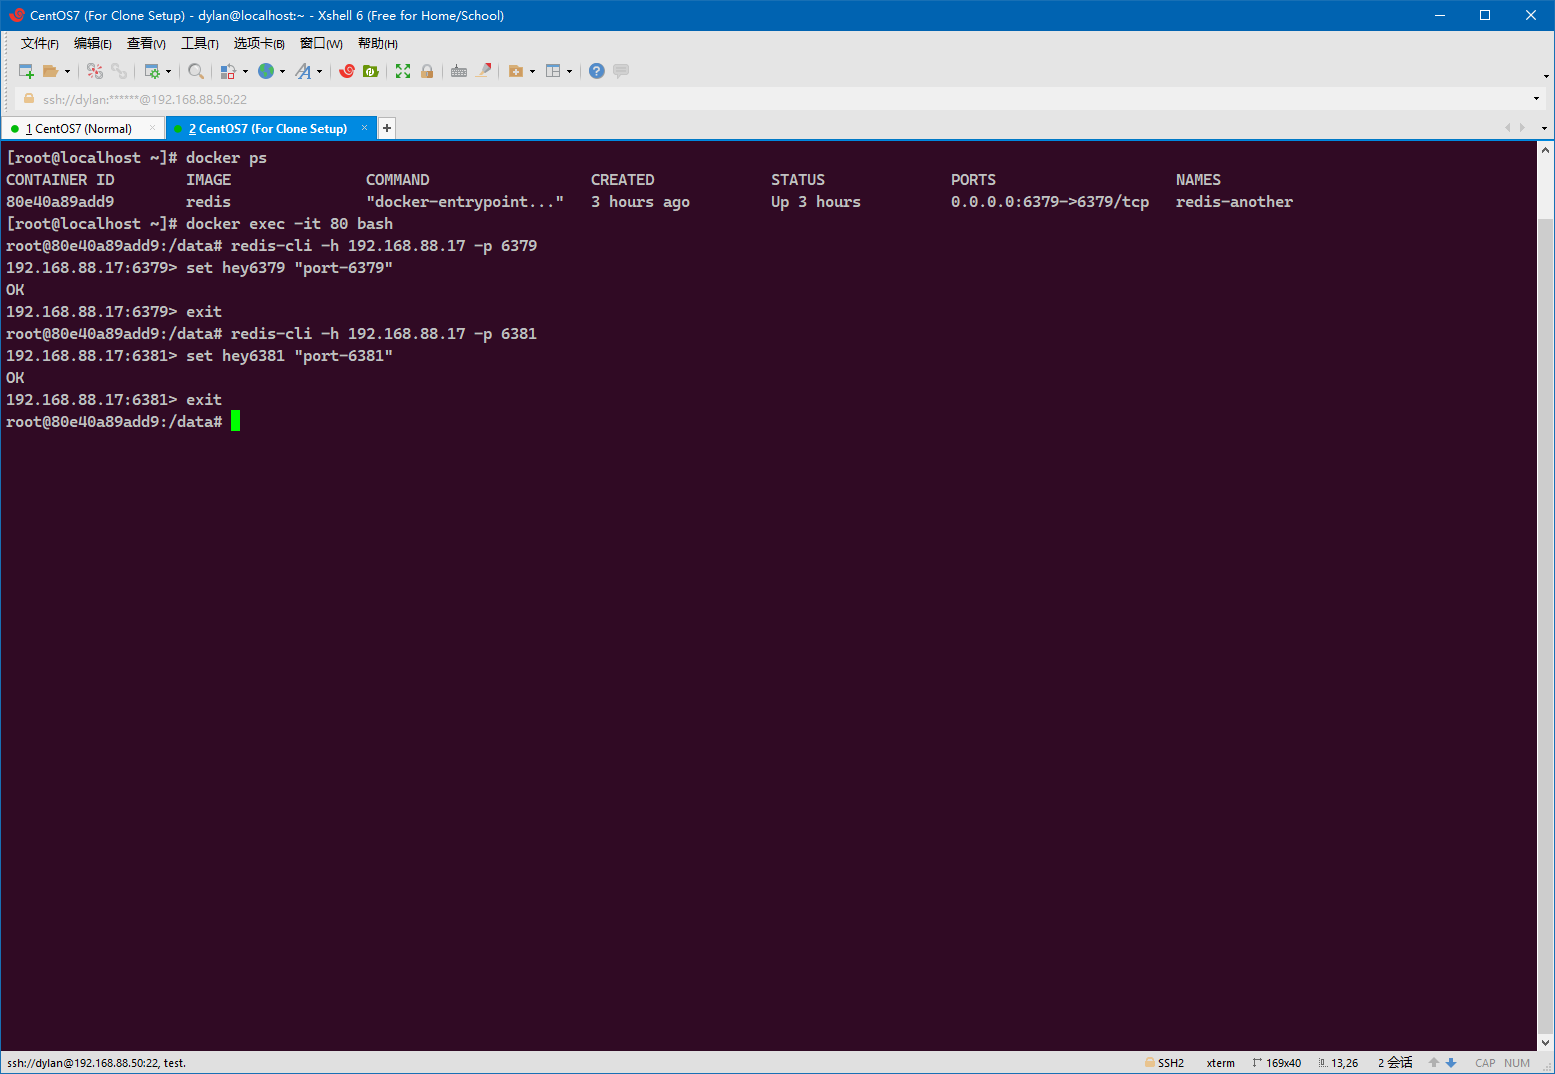 CentOS7 (For Clone Setup) - dylan@localhost:~ - Xshell 6 (Free for Home/School)
文件(F) 编辑(E) 查看(V) 工具(T) 选项卡(B) 窗口(W) 帮助(H)
ssh://dylan:******@192.168.88.50:22
1 CentOS7 (Normal) × 2 CentOS7 (For Clone Setup) × +
[root@localhost ~]# docker ps
CONTAINER ID IMAGE COMMAND CREATED STATUS PORTS NAMES
80e40a89add9 redis "docker-entrypoint..." 3 hours ago Up 3 hours 0.0.0.0:6379->6379/tcp redis-another
[root@localhost ~]# docker exec -it 80 bash
root@80e40a89add9:/data# redis-cli -h 192.168.88.17 -p 6379
192.168.88.17:6379> set hey6379 "port-6379"
OK
192.168.88.17:6379> exit
root@80e40a89add9:/data# redis-cli -h 192.168.88.17 -p 6381
192.168.88.17:6381> set hey6381 "port-6381"
OK
192.168.88.17:6381> exit
root@80e40a89add9:/data#
ssh://dylan@192.168.88.50:22, test. SSH2 xterm 169x40 13,26 2 会话 CAP NUM